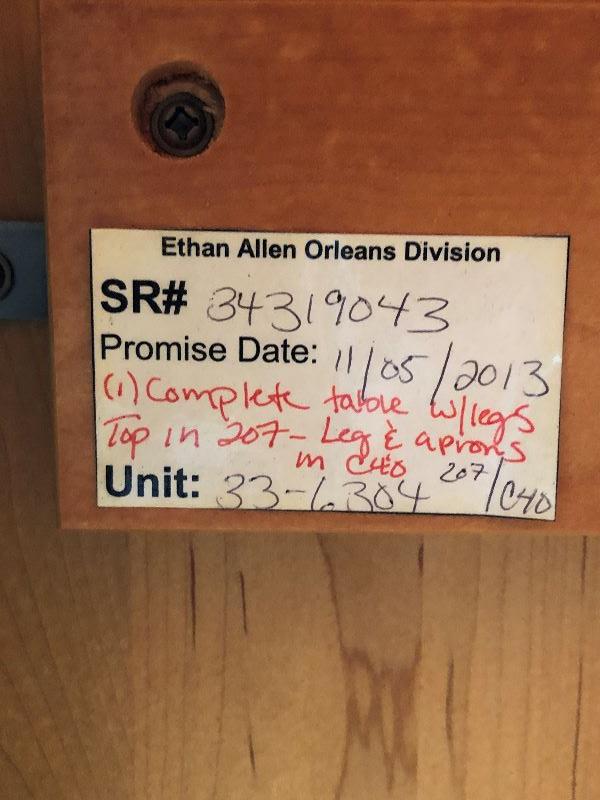 Ethan Allen Orleans Division
SR# 34319043
Promise Date: 11/05/2013
(1) Complete table w/legs
Top in 207- Leg & aprons
in C40
Unit: 33-6304 207/C40